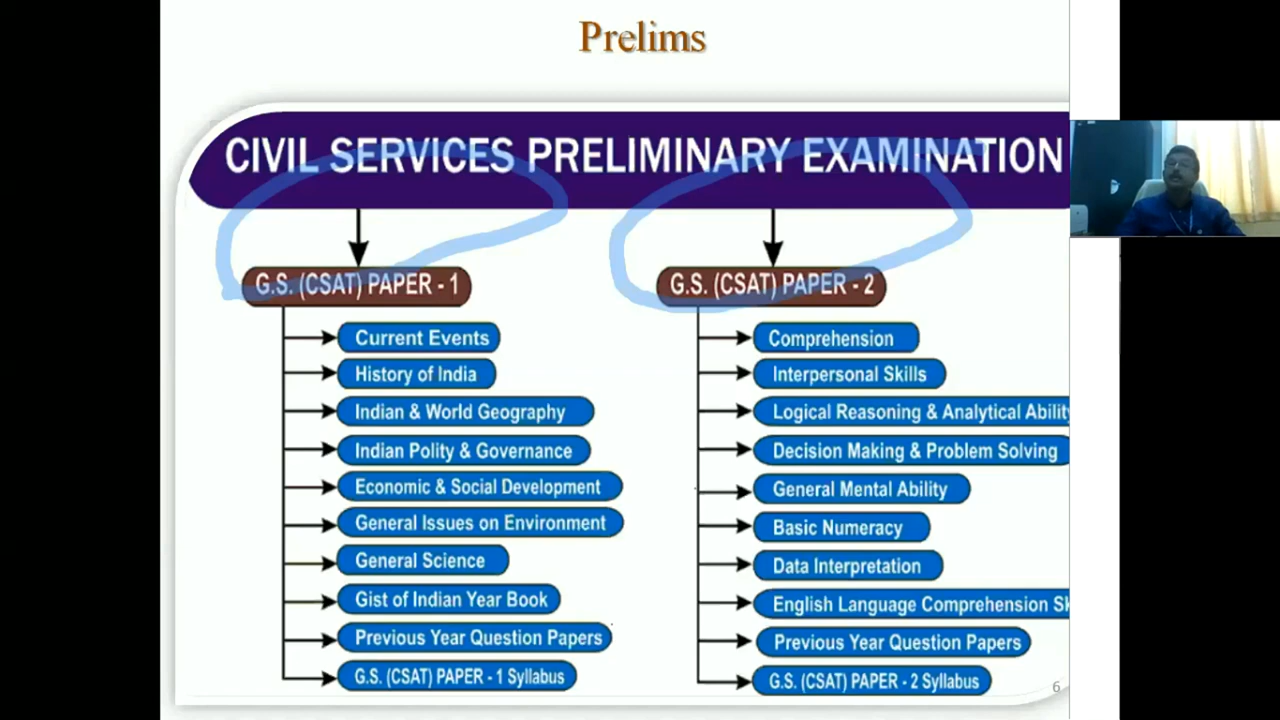 Prelims
CIVIL SERVICES PRELIMINARY EXAMINATION
G.S. (CSAT) PAPER - 1
Current Events
History of India
Indian & World Geography
Indian Polity & Governance
Economic & Social Development
General Issues on Environment
General Science
Gist of Indian Year Book
Previous Year Question Papers
G.S. (CSAT) PAPER - 1 Syllabus
G.S. (CSAT) PAPER - 2
Comprehension
Interpersonal Skills
Logical Reasoning & Analytical Ability
Decision Making & Problem Solving
General Mental Ability
Basic Numeracy
Data Interpretation
English Language Comprehension Sk
Previous Year Question Papers
G.S. (CSAT) PAPER - 2 Syllabus
6